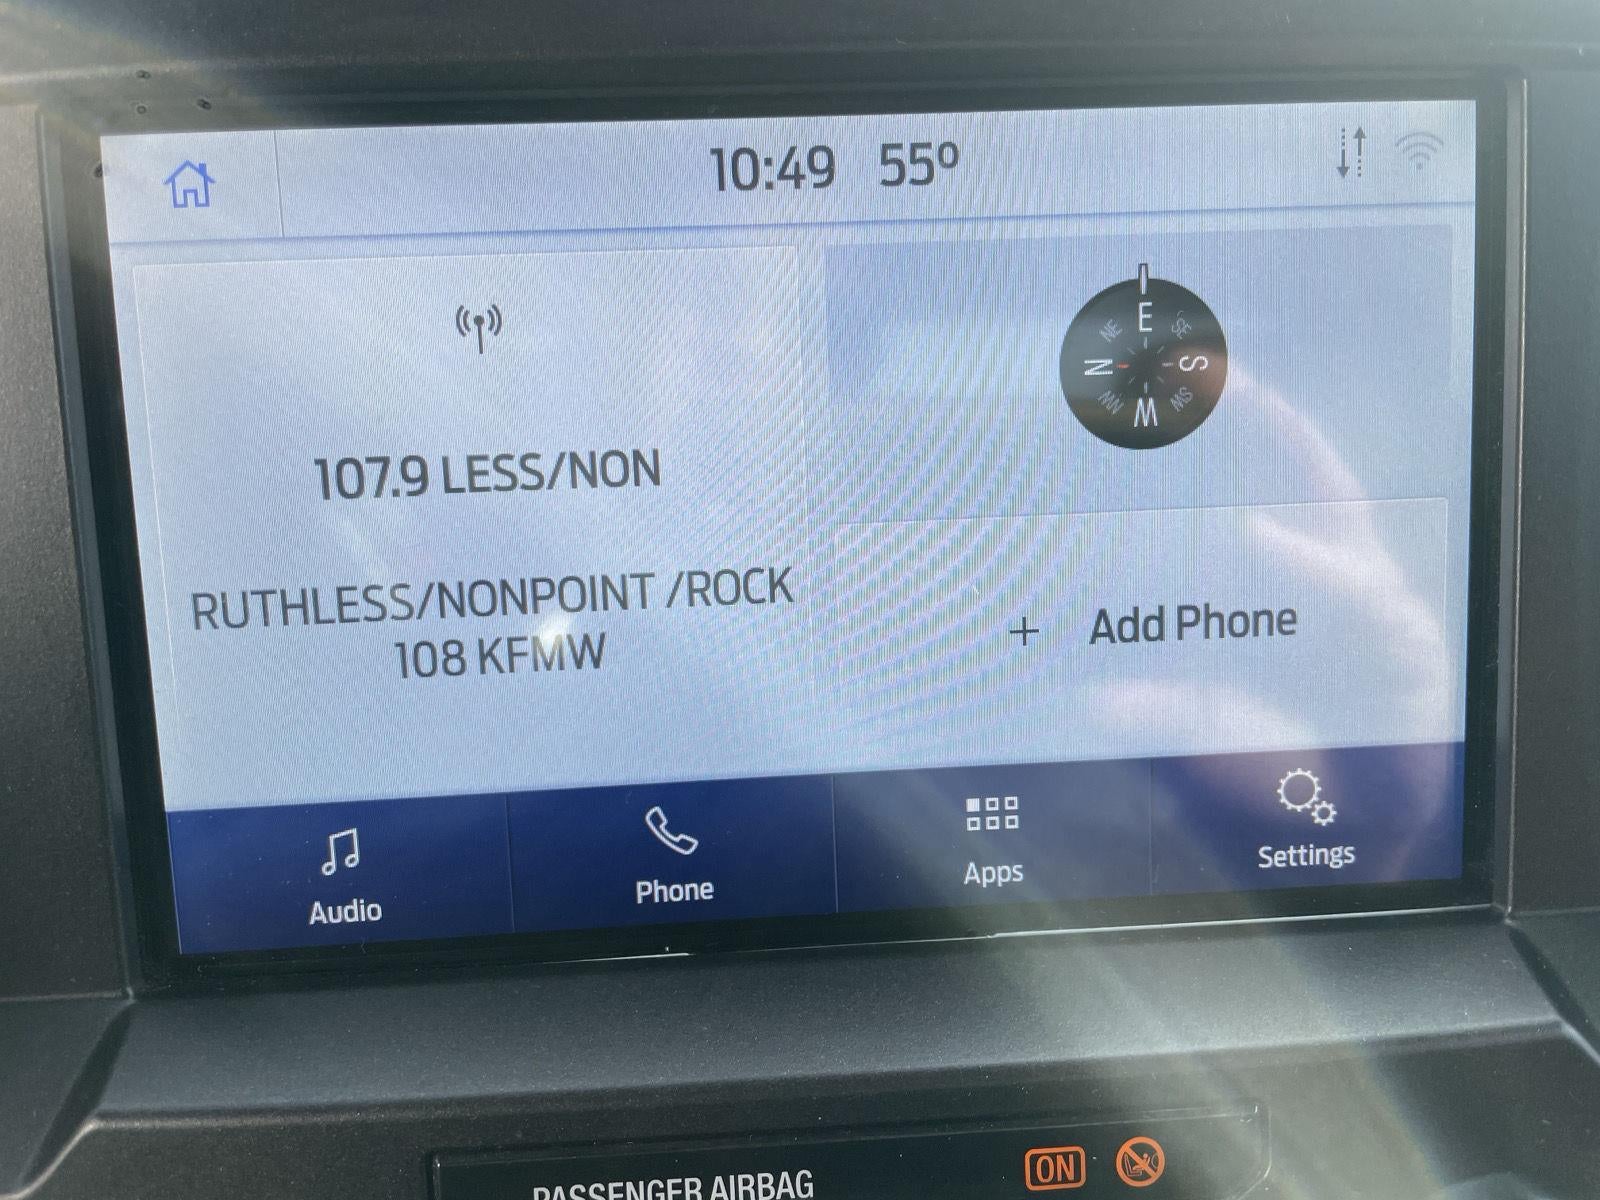 10:49 55°
107.9 LESS/NON
RUTHLESS/NONPOINT /ROCK
108 KFMW
E
NE SE
N S
NW SW
W
+ Add Phone
Audio
Phone
Apps
Settings
PASSENGER AIRBAG ON